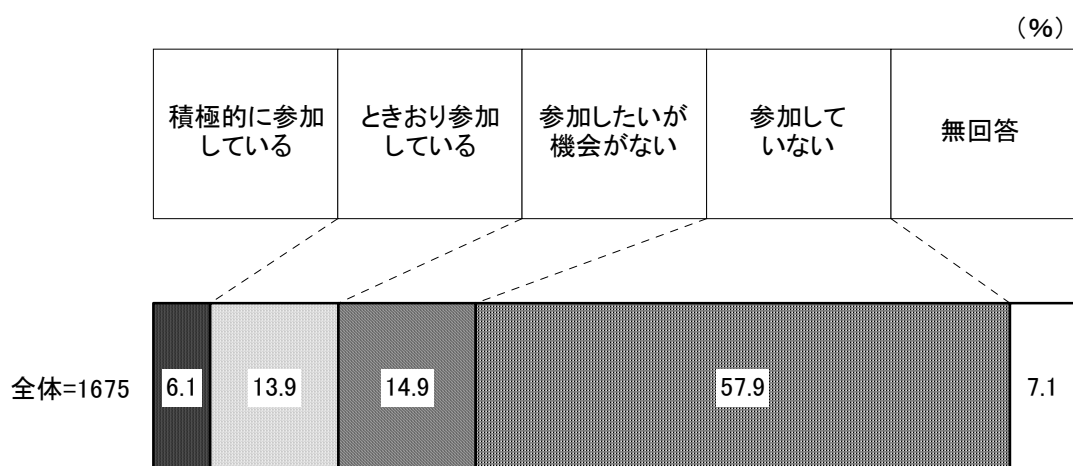 （%）
積極的に参加
している
ときおり参加
している
参加したいが
機会がない
参加して
いない
無回答
全体=1675
6.1
13.9
14.9
57.9
7.1